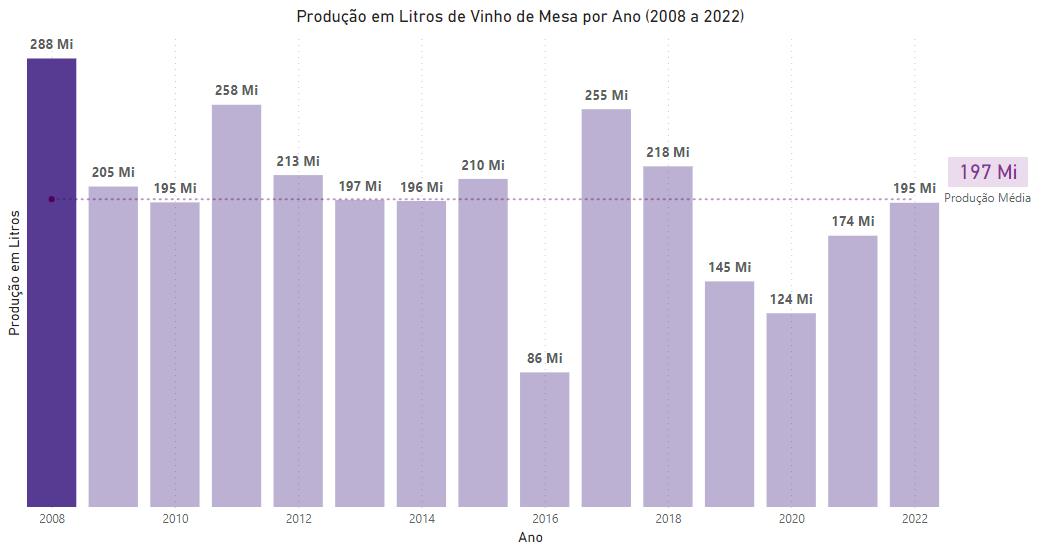 Produção em Litros de Vinho de Mesa por Ano (2008 a 2022)
288 Mi
205 Mi
195 Mi
258 Mi
213 Mi
197 Mi
196 Mi
210 Mi
86 Mi
255 Mi
218 Mi
145 Mi
124 Mi
174 Mi
195 Mi
197 Mi
Produção Média
Produção em Litros
2008
2010
2012
2014
2016
2018
2020
2022
Ano